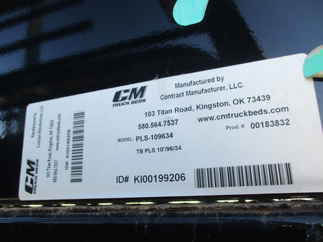 CM
TRUCK BEDS
Manufactured by
Contract Manufacturer, LLC.
103 Titan Road, Kingston, OK 73439
580.564.7537
www.cmtruckbeds.com
MODEL: PLS-109634
Prod. # 00183832
TB PLS 10'/96/34
ID# KI00199206
CM